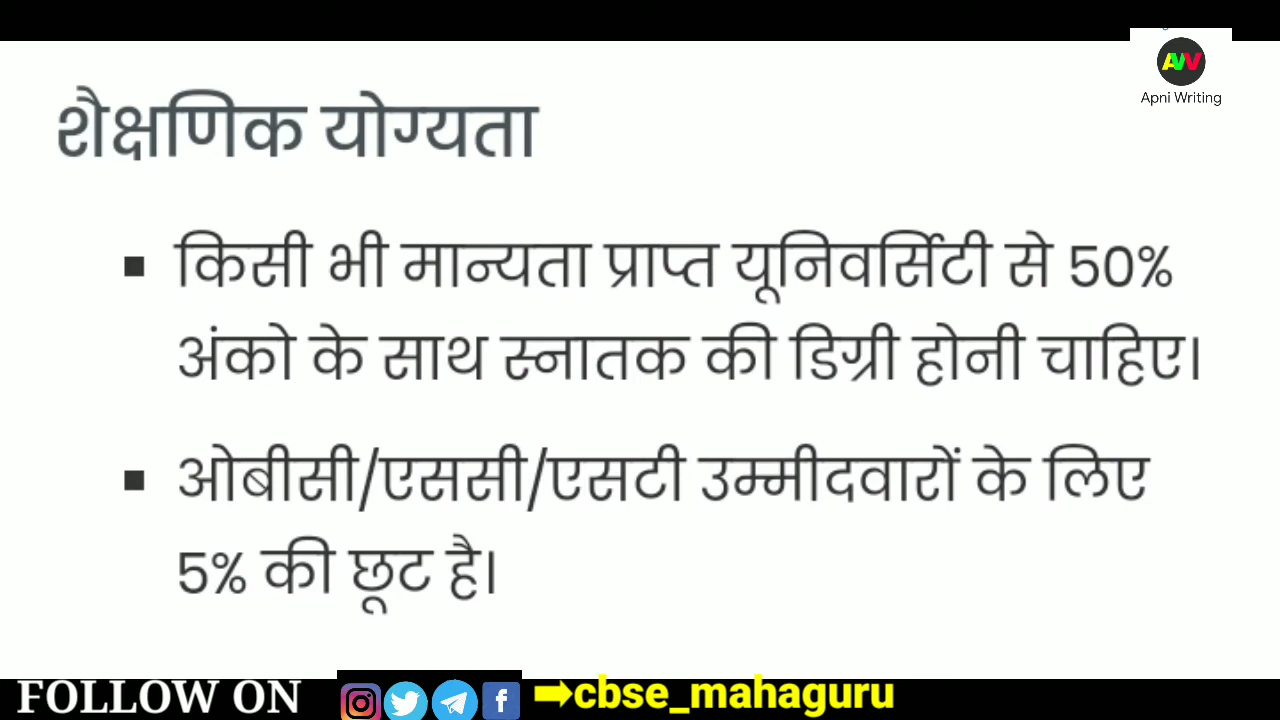 Apni Writing
शैक्षणिक योग्यता
▪ किसी भी मान्यता प्राप्त यूनिवर्सिटी से 50%
अंको के साथ स्नातक की डिग्री होनी चाहिए।
▪ ओबीसी/एससी/एसटी उम्मीदवारों के लिए
5% की छूट है।
FOLLOW ON ➡cbse_mahaguru